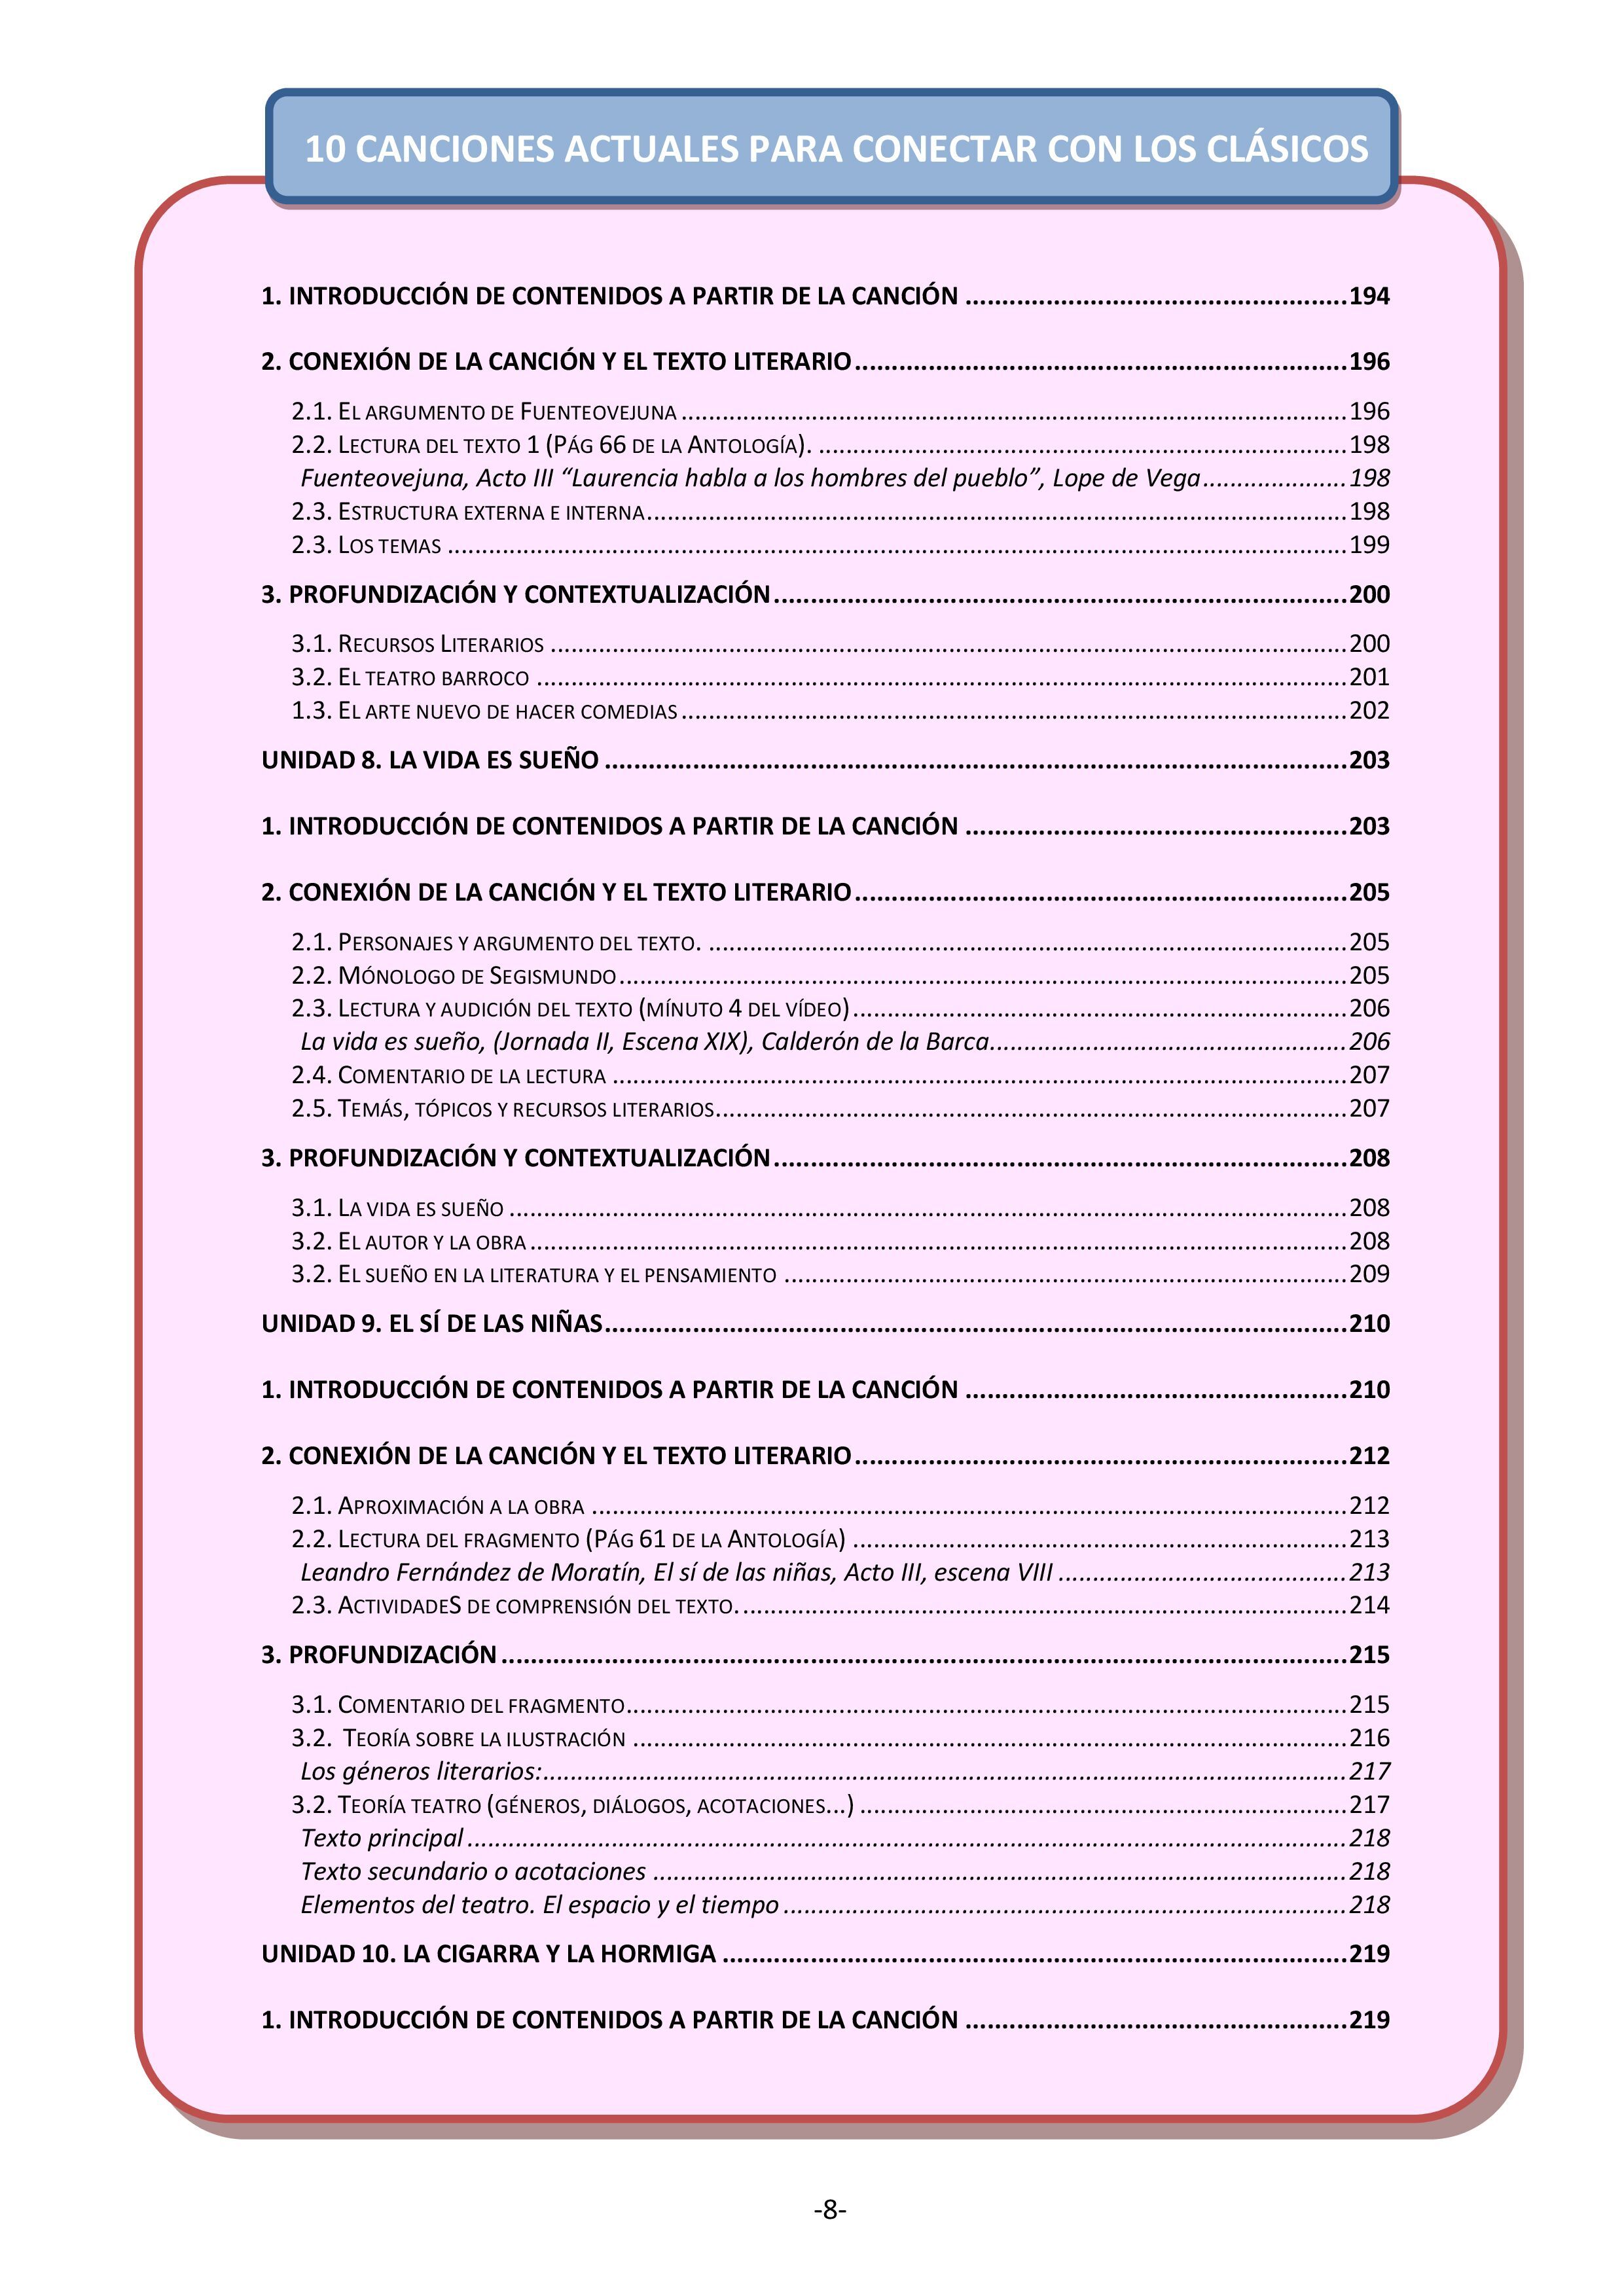 10 CANCIONES ACTUALES PARA CONECTAR CON LOS CLÁSICOS
1. INTRODUCCIÓN DE CONTENIDOS A PARTIR DE LA CANCIÓN ........ 194
2. CONEXIÓN DE LA CANCIÓN Y EL TEXTO LITERARIO ........ 196
2.1. EL ARGUMENTO DE FUENTEOVEJUNA ........ 196
2.2. LECTURA DEL TEXTO 1 (PÁG 66 DE LA ANTOLOGÍA). ........ 198
Fuenteovejuna, Acto III “Laurencia habla a los hombres del pueblo”, Lope de Vega ........ 198
2.3. ESTRUCTURA EXTERNA E INTERNA ........ 198
2.3. LOS TEMAS ........ 199
3. PROFUNDIZACIÓN Y CONTEXTUALIZACIÓN ........ 200
3.1. RECURSOS LITERARIOS ........ 200
3.2. EL TEATRO BARROCO ........ 201
1.3. EL ARTE NUEVO DE HACER COMEDIAS ........ 202
UNIDAD 8. LA VIDA ES SUEÑO ........ 203
1. INTRODUCCIÓN DE CONTENIDOS A PARTIR DE LA CANCIÓN ........ 203
2. CONEXIÓN DE LA CANCIÓN Y EL TEXTO LITERARIO ........ 205
2.1. PERSONAJES Y ARGUMENTO DEL TEXTO. ........ 205
2.2. MÓNOLOGO DE SEGISMUNDO ........ 205
2.3. LECTURA Y AUDICIÓN DEL TEXTO (MÍNUTO 4 DEL VÍDEO) ........ 206
La vida es sueño, (Jornada II, Escena XIX), Calderón de la Barca ........ 206
2.4. COMENTARIO DE LA LECTURA ........ 207
2.5. TEMÁS, TÓPICOS Y RECURSOS LITERARIOS ........ 207
3. PROFUNDIZACIÓN Y CONTEXTUALIZACIÓN ........ 208
3.1. LA VIDA ES SUEÑO ........ 208
3.2. EL AUTOR Y LA OBRA ........ 208
3.2. EL SUEÑO EN LA LITERATURA Y EL PENSAMIENTO ........ 209
UNIDAD 9. EL SÍ DE LAS NIÑAS ........ 210
1. INTRODUCCIÓN DE CONTENIDOS A PARTIR DE LA CANCIÓN ........ 210
2. CONEXIÓN DE LA CANCIÓN Y EL TEXTO LITERARIO ........ 212
2.1. APROXIMACIÓN A LA OBRA ........ 212
2.2. LECTURA DEL FRAGMENTO (PÁG 61 DE LA ANTOLOGÍA) ........ 213
Leandro Fernández de Moratín, El sí de las niñas, Acto III, escena VIII ........ 213
2.3. ACTIVIDADES DE COMPRENSIÓN DEL TEXTO. ........ 214
3. PROFUNDIZACIÓN ........ 215
3.1. COMENTARIO DEL FRAGMENTO ........ 215
3.2. TEORÍA SOBRE LA ILUSTRACIÓN ........ 216
Los géneros literarios: ........ 217
3.2. TEORÍA TEATRO (GÉNEROS, DIÁLOGOS, ACOTACIONES...) ........ 217
Texto principal ........ 218
Texto secundario o acotaciones ........ 218
Elementos del teatro. El espacio y el tiempo ........ 218
UNIDAD 10. LA CIGARRA Y LA HORMIGA ........ 219
1. INTRODUCCIÓN DE CONTENIDOS A PARTIR DE LA CANCIÓN ........ 219
-8-